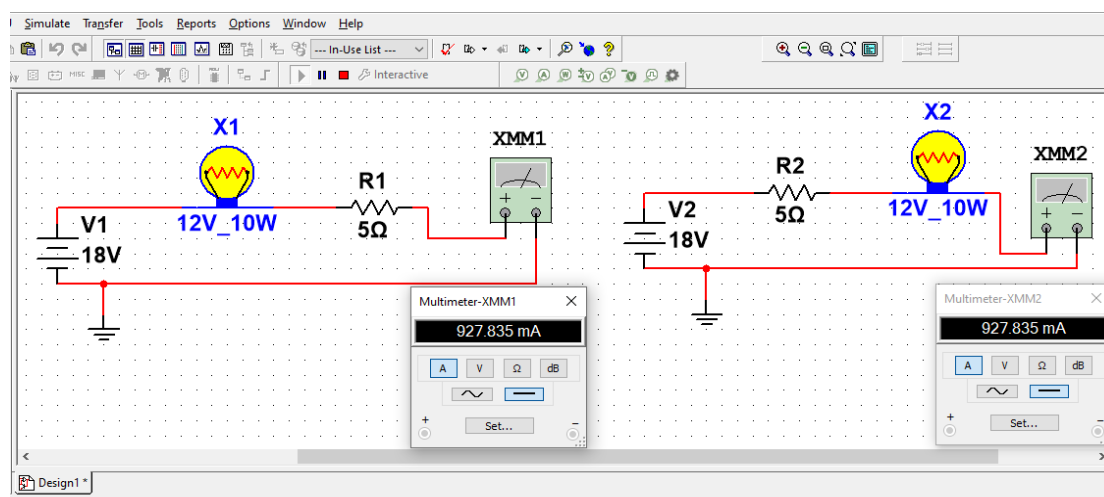 Simulate Transfer Tools Reports Options Window Help
--- In-Use List ---
Interactive
X1
12V_10W
R1
5Ω
XMM1
V1
18V
X2
12V_10W
R2
5Ω
XMM2
V2
18V
Multimeter-XMM1
927.835 mA
A V Ω dB
Set...
Multimeter-XMM2
927.835 mA
A V Ω dB
Set...
Design1 *